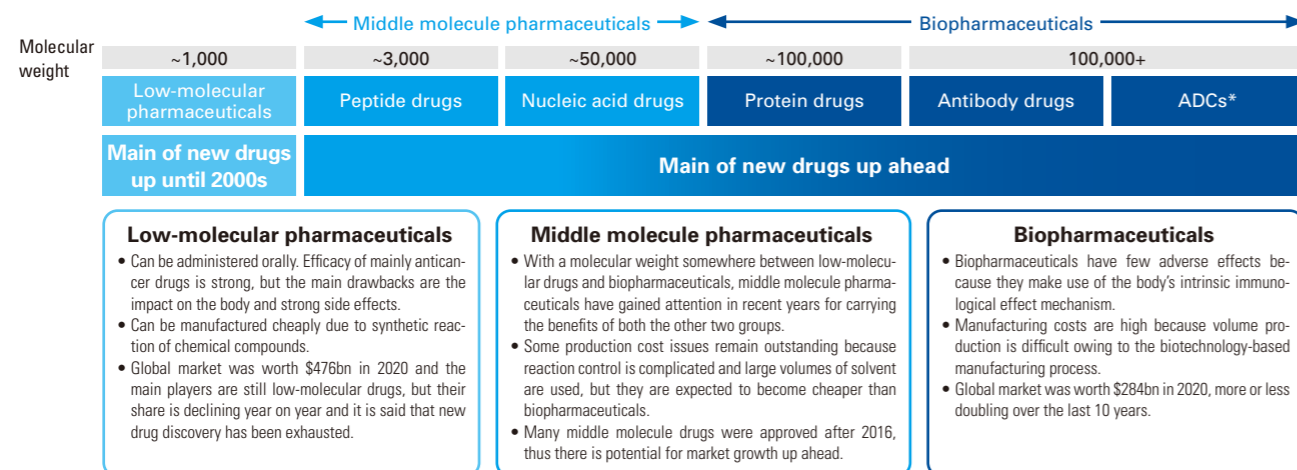 Middle molecule pharmaceuticals
Biopharmaceuticals
Molecular
weight
~1,000
~3,000
~50,000
~100,000
100,000+
Low-molecular
pharmaceuticals
Peptide drugs
Nucleic acid drugs
Protein drugs
Antibody drugs
ADCs*
Main of new drugs
up until 2000s
Main of new drugs up ahead
Low-molecular pharmaceuticals
• Can be administered orally. Efficacy of mainly antican-
cer drugs is strong, but the main drawbacks are the
impact on the body and strong side effects.
• Can be manufactured cheaply due to synthetic reac-
tion of chemical compounds.
• Global market was worth $476bn in 2020 and the
main players are still low-molecular drugs, but their
share is declining year on year and it is said that new
drug discovery has been exhausted.
Middle molecule pharmaceuticals
• With a molecular weight somewhere between low-molecu-
lar drugs and biopharmaceuticals, middle molecule pharma-
ceuticals have gained attention in recent years for carrying
the benefits of both the other two groups.
• Some production cost issues remain outstanding because
reaction control is complicated and large volumes of solvent
are used, but they are expected to become cheaper than
biopharmaceuticals.
• Many middle molecule drugs were approved after 2016,
thus there is potential for market growth up ahead.
Biopharmaceuticals
• Biopharmaceuticals have few adverse effects be-
cause they make use of the body's intrinsic immuno-
logical effect mechanism.
• Manufacturing costs are high because volume pro-
duction is difficult owing to the biotechnology-based
manufacturing process.
• Global market was worth $284bn in 2020, more or less
doubling over the last 10 years.